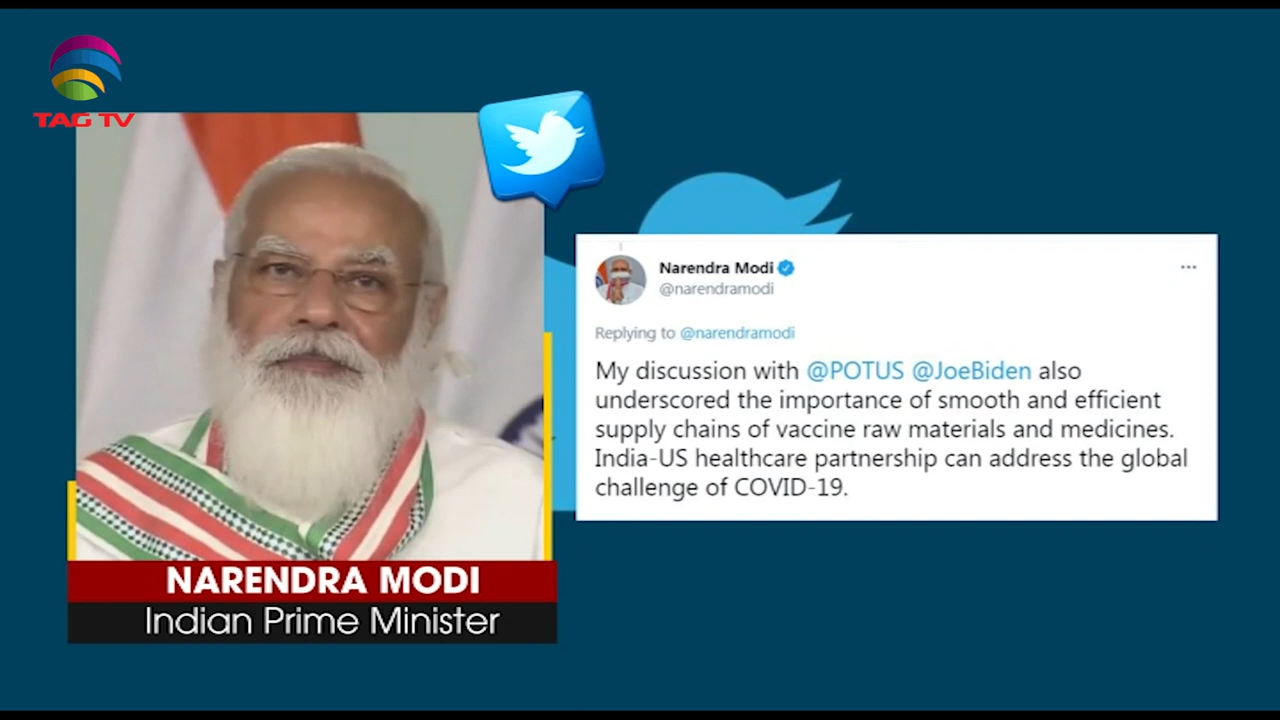 TAG TV
Narendra Modi
@narendramodi
Replying to @narendramodi
My discussion with @POTUS @JoeBiden also
underscored the importance of smooth and efficient
supply chains of vaccine raw materials and medicines.
India-US healthcare partnership can address the global
challenge of COVID-19.
NARENDRA MODI
Indian Prime Minister